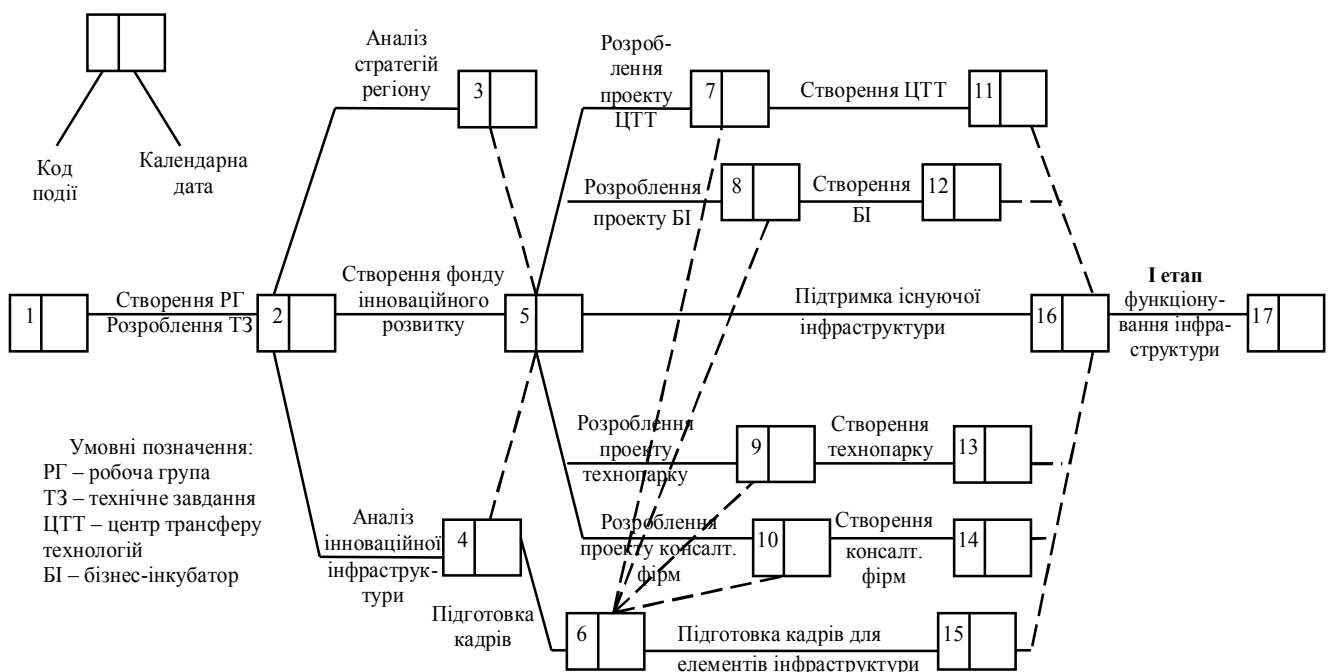 Код
події
Календарна
дата
Аналіз
стратегій
регіону
3
Розроб-
лення
проекту
ЦТТ
7
Створення ЦТТ
11
Розроблення
проекту БІ
8
Створення
БІ
12
1
Створення РГ
Розроблення ТЗ
2
Створення фонду
інноваційного
розвитку
5
Підтримка існуючої
інфраструктури
16
І етап
функціону-
вання інфра-
структури
17
Умовні позначення:
РГ – робоча група
ТЗ – технічне завдання
ЦТТ – центр трансферу
технологій
БІ – бізнес-інкубатор
Аналіз
інноваційної
інфраструк-
тури
4
Розроблення
проекту
технопарку
9
Створення
технопарку
13
Розроблення
проекту консалт.
фірм
10
Створення
консалт.
фірм
14
Підготовка
кадрів
6
Підготовка кадрів для
елементів інфраструктури
15